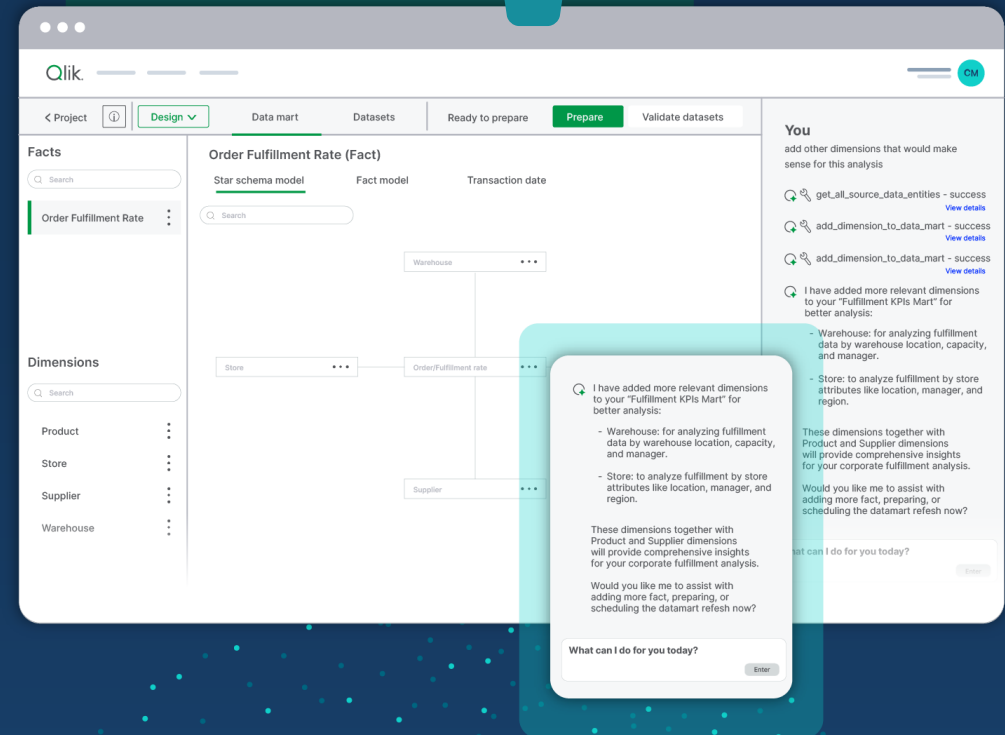 Qlik.
CM
< Project
Design
Data mart
Datasets
Ready to prepare
Prepare
Validate datasets
Facts
Search
Order Fulfillment Rate
Dimensions
Search
Product
Store
Supplier
Warehouse
Order Fulfillment Rate (Fact)
Star schema model
Fact model
Transaction date
Search
Warehouse
Store
Order/Fulfillment rate
Supplier
You
add other dimensions that would make
sense for this analysis
get_all_source_data_entities - success
View details
add_dimension_to_data_mart - success
View details
add_dimension_to_data_mart - success
View details
I have added more relevant dimensions
to your "Fulfillment KPIs Mart" for
better analysis:
- Warehouse: for analyzing fulfillment
data by warehouse location, capacity,
and manager.
- Store: to analyze fulfillment by store
attributes like location, manager, and
region.
These dimensions together with
Product and Supplier dimensions
will provide comprehensive insights
for your corporate fulfillment analysis.
Would you like me to assist with
adding more fact, preparing, or
scheduling the datamart refesh now?
hat can I do for you today?
Enter
I have added more relevant dimensions
to your "Fulfillment KPIs Mart" for
better analysis:
- Warehouse: for analyzing fulfillment
data by warehouse location, capacity,
and manager.
- Store: to analyze fulfillment by store
attributes like location, manager, and
region.
These dimensions together with
Product and Supplier dimensions
will provide comprehensive insights
for your corporate fulfillment analysis.
Would you like me to assist with
adding more fact, preparing, or
scheduling the datamart refesh now?
What can I do for you today?
Enter